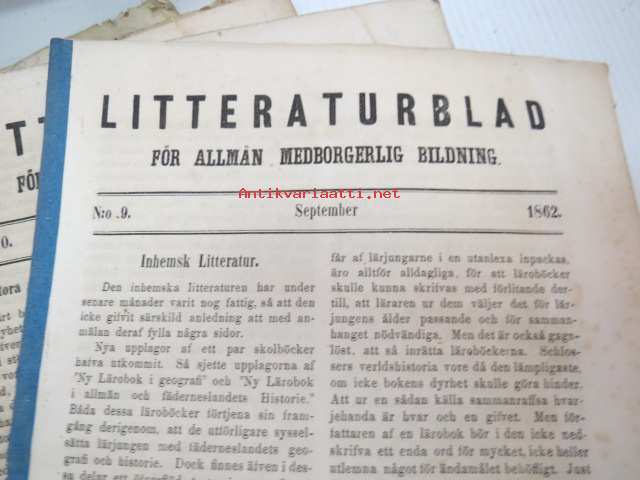 LITTERATURBLAD
FÖR ALLMÄN MEDBORGERLIG BILDNING.
Antikvariaatti.net
N:o 9. September 1862.
Inhemsk Litteratur.
Den inhemska litteraturen har under
senare månader varit nog fattig, så att den
icke gifvit särskild anledning att med an-
mälan deraf fylla några sidor.
Nya upplagor af ett par skolböcker
hafva utkommit. Så sjette upplagorna af
"Ny Lärobok i geografi" och "Ny Lärobok
i allmän och fäderneslandets Historie."
Båda dessa läroböcker förtjena sin fram-
gång derigenom, att de utförligare syssel-
sätta lärjungen med fäderneslandets geo-
grafi och historie. Dock finnes äfven i des-
sa delar ett
får af lärjungarne i en utanlexa inpackas,
äro alltför alldagliga, för att läroböcker
skulle kunna skrifvas med förlitande der-
till, att läraren ur dem väljer det för lär-
jungens ålder passande och för samman-
hanget nödvändiga. Men det är också gagn-
löst, att så inrätta läroböckerna. Schlos-
sers verldshistoria vore då den lämpligaste,
om icke bokens dyrhet skulle göra hinder.
Att ur en sådan källa sammanraffsa hvar-
jehanda är hvar och en gifvet. Men för-
fattaren af en lärobok bör i den icke ned-
skrifva ett enda ord för mycket, icke heller
utlemna något för ändamålet behöfligt. Just